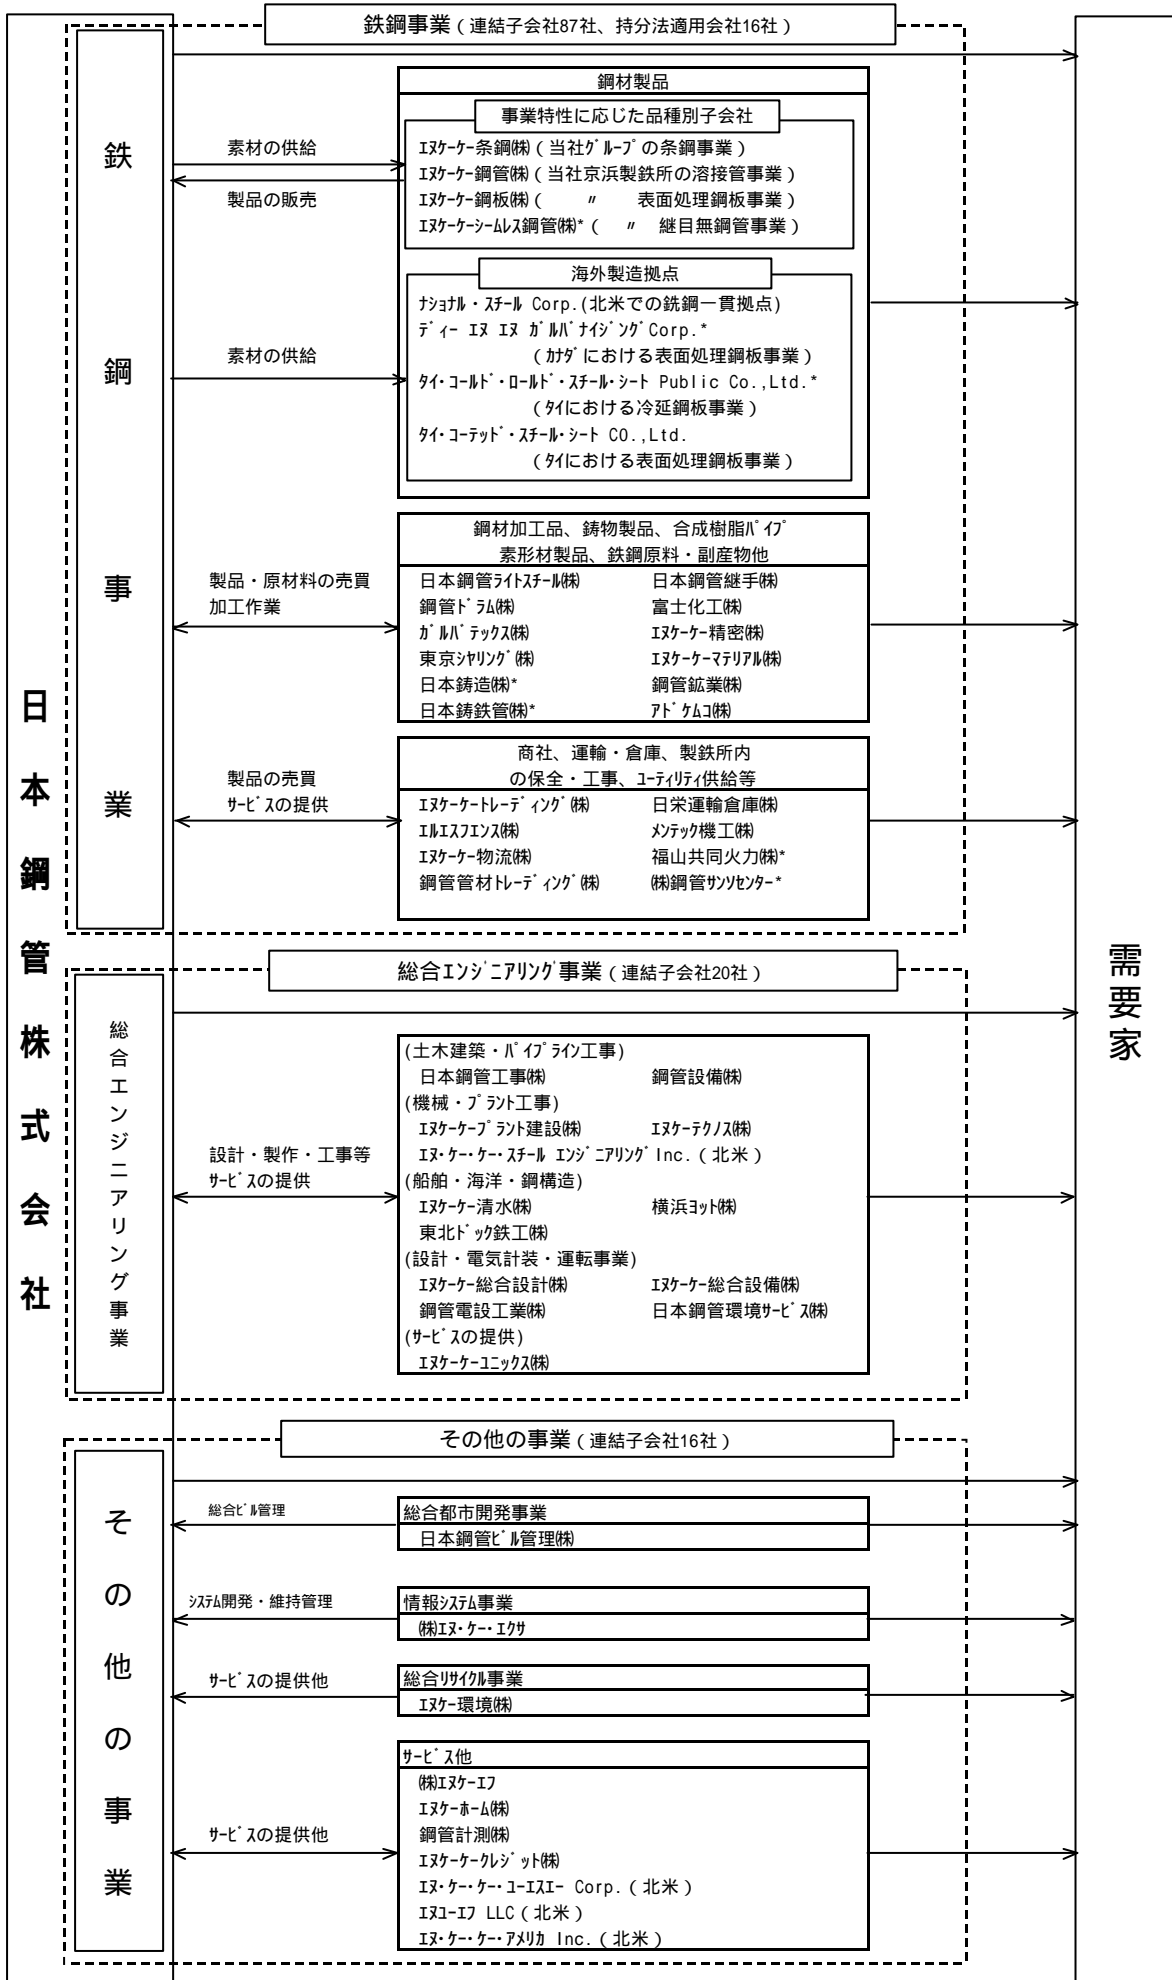 日本鋼管株式会社
需要家
鉄鋼事業（連結子会社87社、持分法適用会社16社）
鉄鋼事業
鋼材製品
事業特性に応じた品種別子会社
素材の供給
製品の販売
ｴﾇｹｰｹｰ条鋼㈱（当社ｸﾞﾙｰﾌﾟの条鋼事業）
ｴﾇｹｰｹｰ鋼管㈱（当社京浜製鉄所の溶接管事業）
ｴﾇｹｰｹｰ鋼板㈱（　　〃　　表面処理鋼板事業）
ｴﾇｹｰｹｰｼｰﾑﾚｽ鋼管㈱*（　〃　継目無鋼管事業）
海外製造拠点
素材の供給
ﾅｼｮﾅﾙ・ｽﾁｰﾙ Corp.(北米での銑鋼一貫拠点)
ﾃﾞｨｰ ｴﾇ ｴﾇ ｶﾞﾙﾊﾞﾅｲｼﾞﾝｸﾞ Corp.*
（ｶﾅﾀﾞにおける表面処理鋼板事業）
ﾀｲ・ｺｰﾙﾄﾞ・ﾛｰﾙﾄﾞ・ｽﾁｰﾙ・ｼｰﾄ Public Co.,Ltd.*
（ﾀｲにおける冷延鋼板事業）
ﾀｲ・ｺｰﾃｯﾄﾞ・ｽﾁｰﾙ・ｼｰﾄ CO.,Ltd.
（ﾀｲにおける表面処理鋼板事業）
製品・原材料の売買
加工作業
鋼材加工品、鋳物製品、合成樹脂ﾊﾟｲﾌﾟ
素形材製品、鉄鋼原料・副産物他
日本鋼管ﾗｲﾄｽﾁｰﾙ㈱　日本鋼管継手㈱
鋼管ﾄﾞﾗﾑ㈱　富士化工㈱
ｶﾞﾙﾊﾞﾃｯｸｽ㈱　ｴﾇｹｰｹｰ精密㈱
東京ｼﾔﾘﾝｸﾞ㈱　ｴﾇｹｰｹｰﾏﾃﾘｱﾙ㈱
日本鋳造㈱*　鋼管鉱業㈱
日本鋳鉄管㈱*　ｱﾄﾞｹﾑｺ㈱
製品の売買
ｻｰﾋﾞｽの提供
商社、運輸・倉庫、製鉄所内
の保全・工事、ﾕｰﾃｨﾘﾃｨ供給等
ｴﾇｹｰｹｰﾄﾚｰﾃﾞｨﾝｸﾞ㈱　日栄運輸倉庫㈱
ｴﾙｴｽﾌｴﾝｽ㈱　ﾒﾝﾃｯｸ機工㈱
ｴﾇｹｰｹｰ物流㈱　福山共同火力㈱*
鋼管管材ﾄﾚｰﾃﾞｨﾝｸﾞ㈱　㈱鋼管ｻﾝｿｾﾝﾀｰ*
総合ｴﾝｼﾞﾆｱﾘﾝｸﾞ事業（連結子会社20社）
総合エンジニアリング事業
設計・製作・工事等
ｻｰﾋﾞｽの提供
(土木建築・ﾊﾟｲﾌﾟﾗｲﾝ工事)
日本鋼管工事㈱　鋼管設備㈱
(機械・ﾌﾟﾗﾝﾄ工事)
ｴﾇｹｰｹｰﾌﾟﾗﾝﾄ建設㈱　ｴﾇｹｰﾃｸﾉｽ㈱
ｴﾇ・ｹｰ・ｹｰ・ｽﾁｰﾙ ｴﾝｼﾞﾆｱﾘﾝｸﾞ Inc.（北米）
(船舶・海洋・鋼構造)
ｴﾇｹｰｹｰ清水㈱　横浜ﾖｯﾄ㈱
東北ﾄﾞｯｸ鉄工㈱
(設計・電気計装・運転事業)
ｴﾇｹｰｹｰ総合設計㈱　ｴﾇｹｰｹｰ総合設備㈱
鋼管電設工業㈱　日本鋼管環境ｻｰﾋﾞｽ㈱
(ｻｰﾋﾞｽの提供)
ｴﾇｹｰｹｰﾕﾆｯｸｽ㈱
その他の事業（連結子会社16社）
その他の事業
総合ﾋﾞﾙ管理
総合都市開発事業
日本鋼管ﾋﾞﾙ管理㈱
ｼｽﾃﾑ開発・維持管理
情報ｼｽﾃﾑ事業
㈱ｴﾇ・ｹｰ・ｴｸｻ
ｻｰﾋﾞｽの提供他
総合ﾘｻｲｸﾙ事業
ｴﾇｹｰ環境㈱
ｻｰﾋﾞｽの提供他
ｻｰﾋﾞｽ他
㈱ｴﾇｹｰｴﾌ
ｴﾇｹｰﾎｰﾑ㈱
鋼管計測㈱
ｴﾇｹｰｹｰｸﾚｼﾞｯﾄ㈱
ｴﾇ・ｹｰ・ｹｰ・ﾕｰｴｽｴｰ Corp.（北米）
ｴﾇﾕｰｴﾌ LLC（北米）
ｴﾇ・ｹｰ・ｹｰ・ｱﾒﾘｶ Inc.（北米）